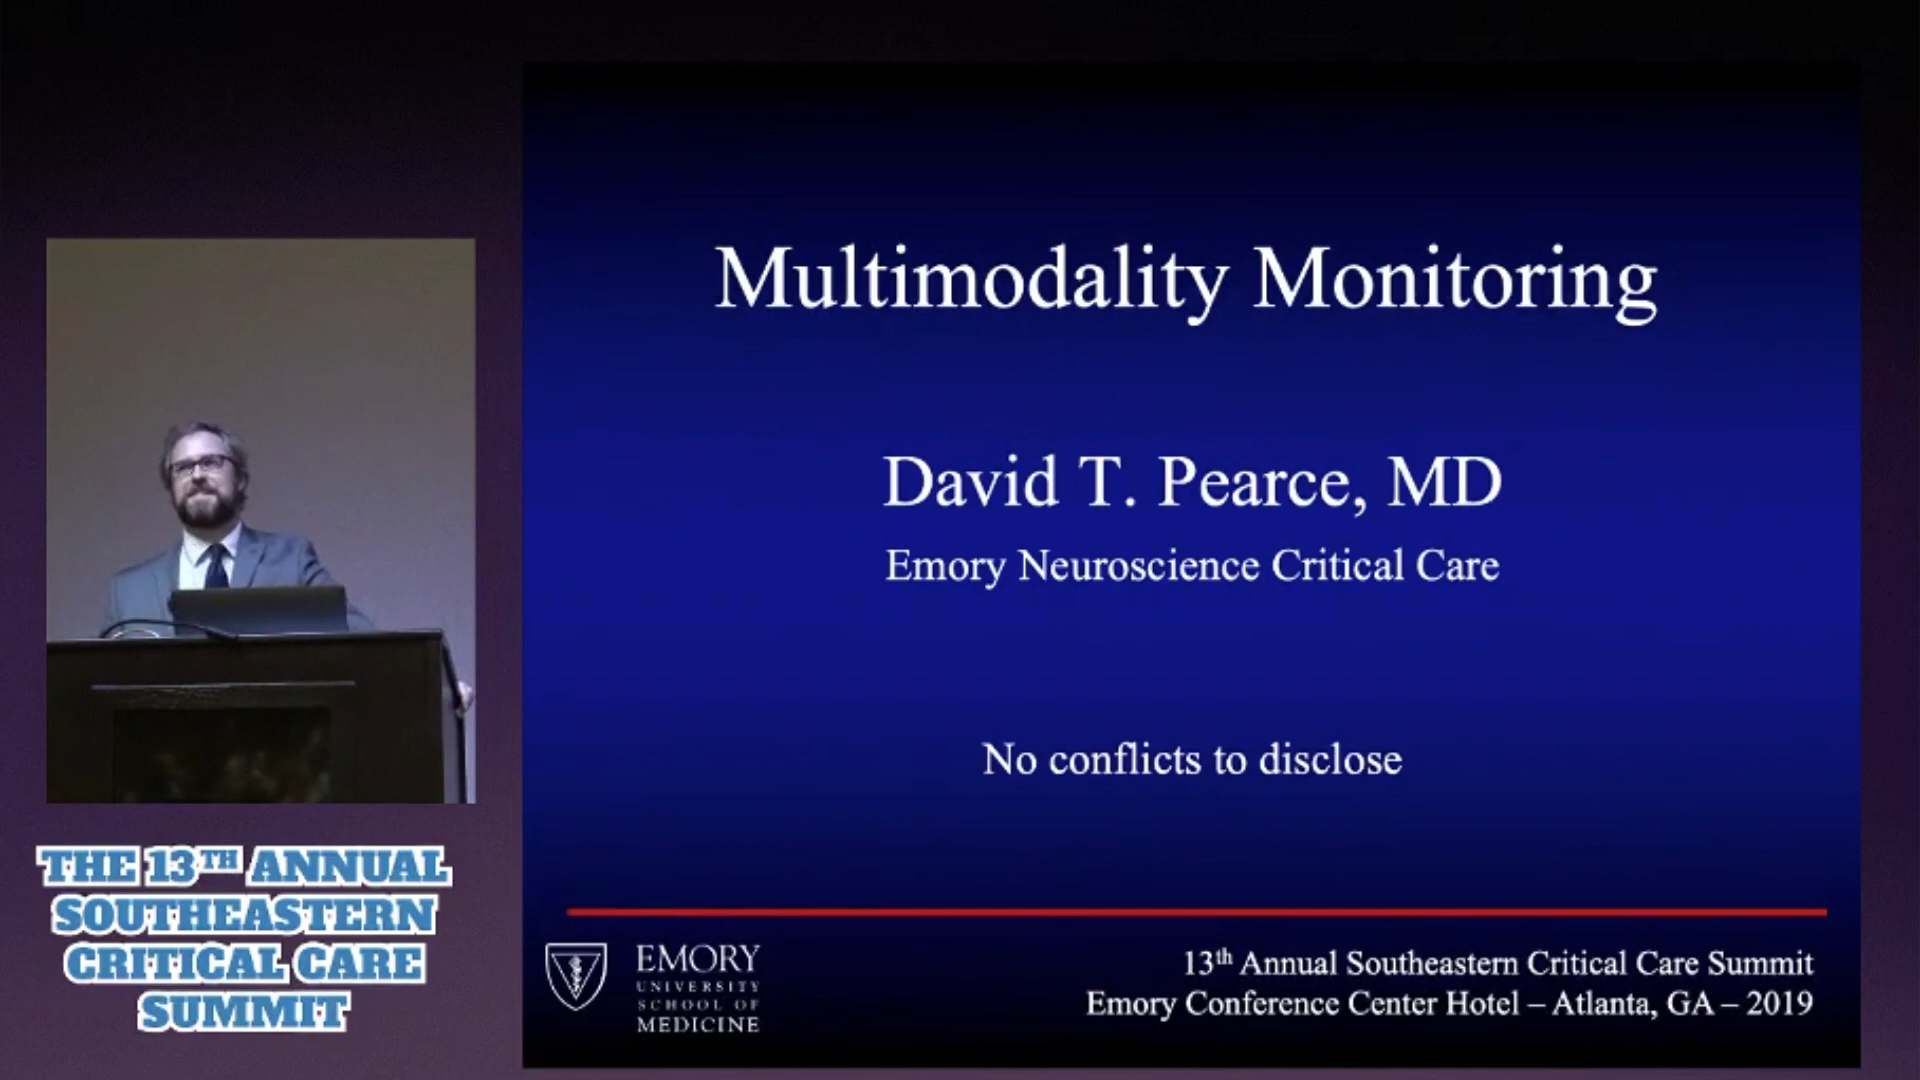 Multimodality Monitoring
David T. Pearce, MD
Emory Neuroscience Critical Care
No conflicts to disclose
EMORY
UNIVERSITY
SCHOOL OF
MEDICINE
13th Annual Southeastern Critical Care Summit
Emory Conference Center Hotel – Atlanta, GA – 2019
THE 13TH ANNUAL
SOUTHEASTERN
CRITICAL CARE
SUMMIT